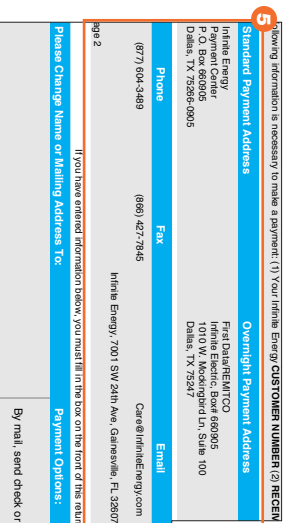 5
ollowing information is necessary to make a payment: (1) Your Infinite Energy CUSTOMER NUMBER (2) RECEIV
Standard Payment Address
Overnight Payment Address
Infinite Energy
Payment Center
P.O. Box 660905
Dallas, TX 75266-0905
First Data/REMITCO
Infinite Electric, Box# 660905
1010 W. Mockingbird Ln, Suite 100
Dallas, TX 75247
Phone
Fax
Email
(877) 604-3489
(866) 427-7845
Care@InfiniteEnergy.com
Infinite Energy, 7001 SW 24th Ave, Gainesville, FL 32607
age 2
If you have entered information below, you must fill in the box on the front of this retur
Please Change Name or Mailing Address To:
Payment Options:
By mail, send check or